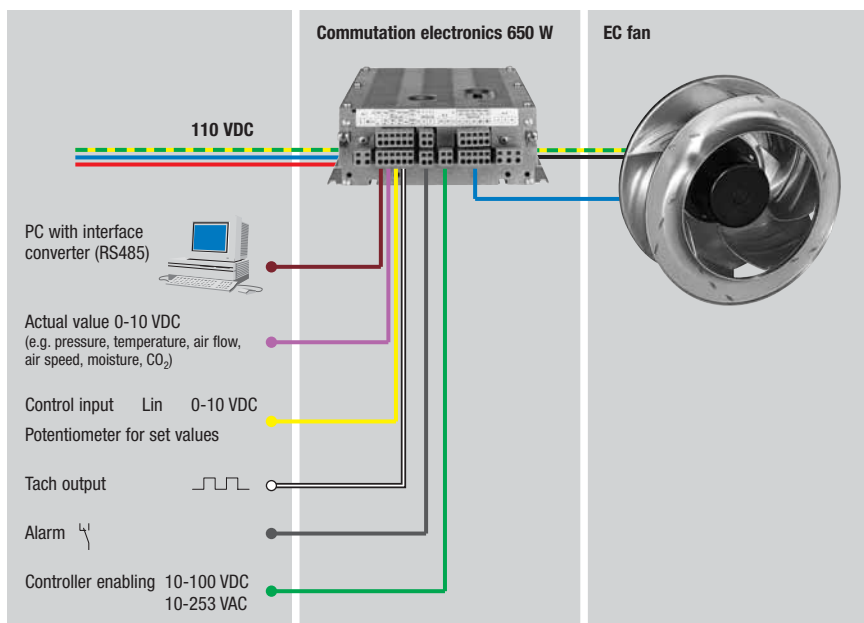 Commutation electronics 650 W
EC fan
110 VDC
PC with interface
converter (RS485)
Actual value 0-10 VDC
(e.g. pressure, temperature, air flow,
air speed, moisture, CO₂)
Control input Lin 0-10 VDC
Potentiometer for set values
Tach output
Alarm
Controller enabling 10-100 VDC
10-253 VAC